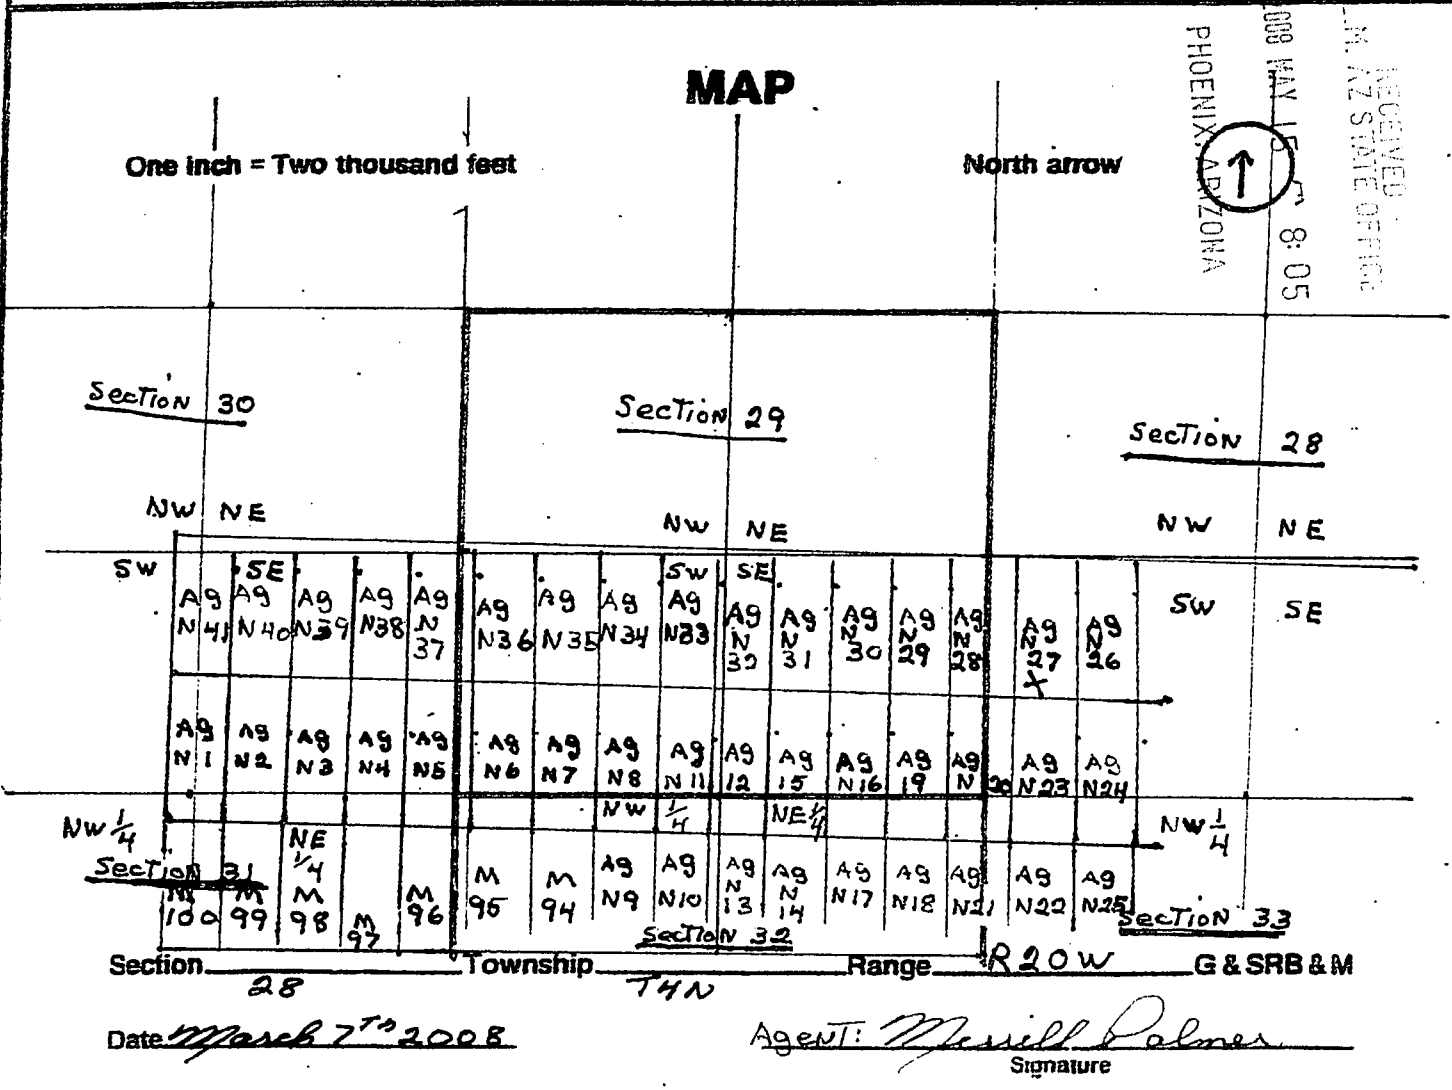 MAP
One inch = Two thousand feet
North arrow
↑
RECEIVED
AZ STATE OFFICE
MAY 15 8:05
PHOENIX, ARIZONA
Section 30
Section 29
Section 28
NW NE
NW NE
NW NE
SW SE
SW SE
SW SE
Ag N 41
Ag N 40
Ag N39
Ag N38
Ag N 37
Ag N36
Ag N35
Ag N34
Ag N33
Ag N 32
Ag N 31
Ag N 30
Ag N 29
Ag N 28
Ag N 27 X
Ag N 26
Ag N 1
Ag N2
Ag N3
Ag N4
Ag N5
Ag N6
Ag N7
Ag N8
Ag N11
Ag 12
Ag 15
Ag N16
Ag 19
Ag N 20
Ag N23
Ag N24
NW 1/4
NE 1/4
NW 1/4
NE 1/4
NW 1/4
Section 31
M 100
M 99
M 98
M 97
M 96
M 95
M 94
Ag N9
Ag N10
Ag N 13
Ag N 14
Ag N17
Ag N18
Ag N21
Ag N22
Ag N25
Section 32
Section 33
Section 28 Township T4N Range R20W G & SRB & M
Date March 7th 2008 Agent: Merrill Palmer
Signature